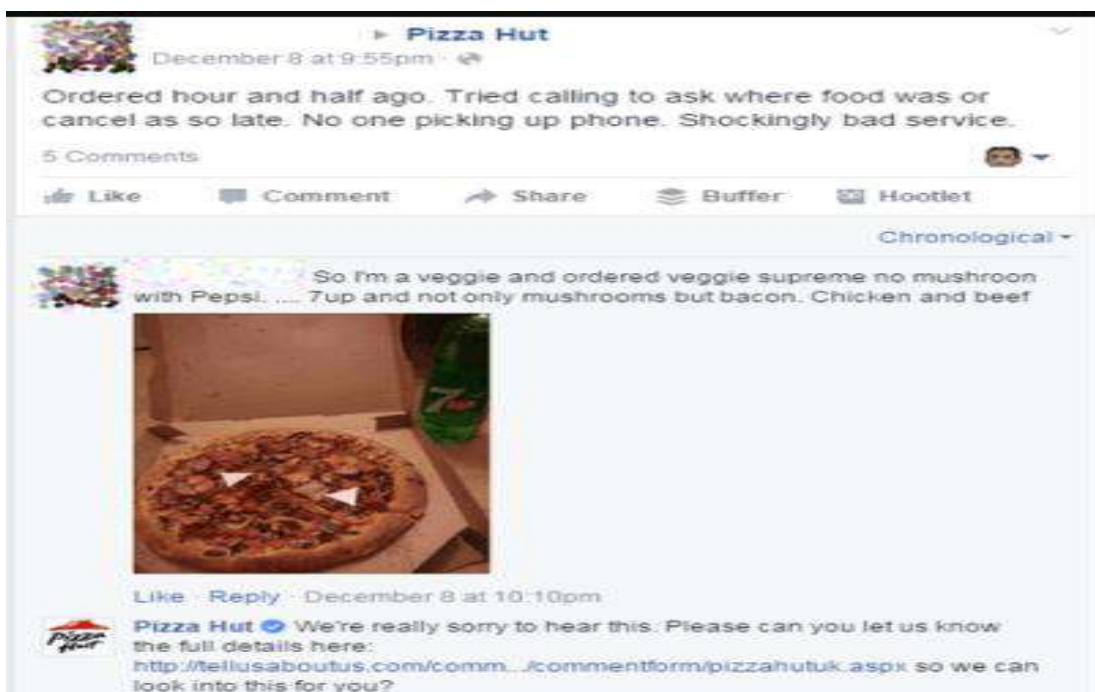 Pizza Hut
December 8 at 9:55pm
Ordered hour and half ago. Tried calling to ask where food was or
cancel as so late. No one picking up phone. Shockingly bad service.
5 Comments
Like Comment Share Buffer Hootlet
Chronological
So I'm a veggie and ordered veggie supreme no mushroon
with Pepsi. .... 7up and not only mushrooms but bacon. Chicken and beef
7
Like · Reply · December 8 at 10:10pm
Pizza Hut
Pizza Hut We're really sorry to hear this. Please can you let us know
the full details here:
http://tellusaboutus.com/comm.../commentform/pizzahutuk.aspx so we can
look into this for you?